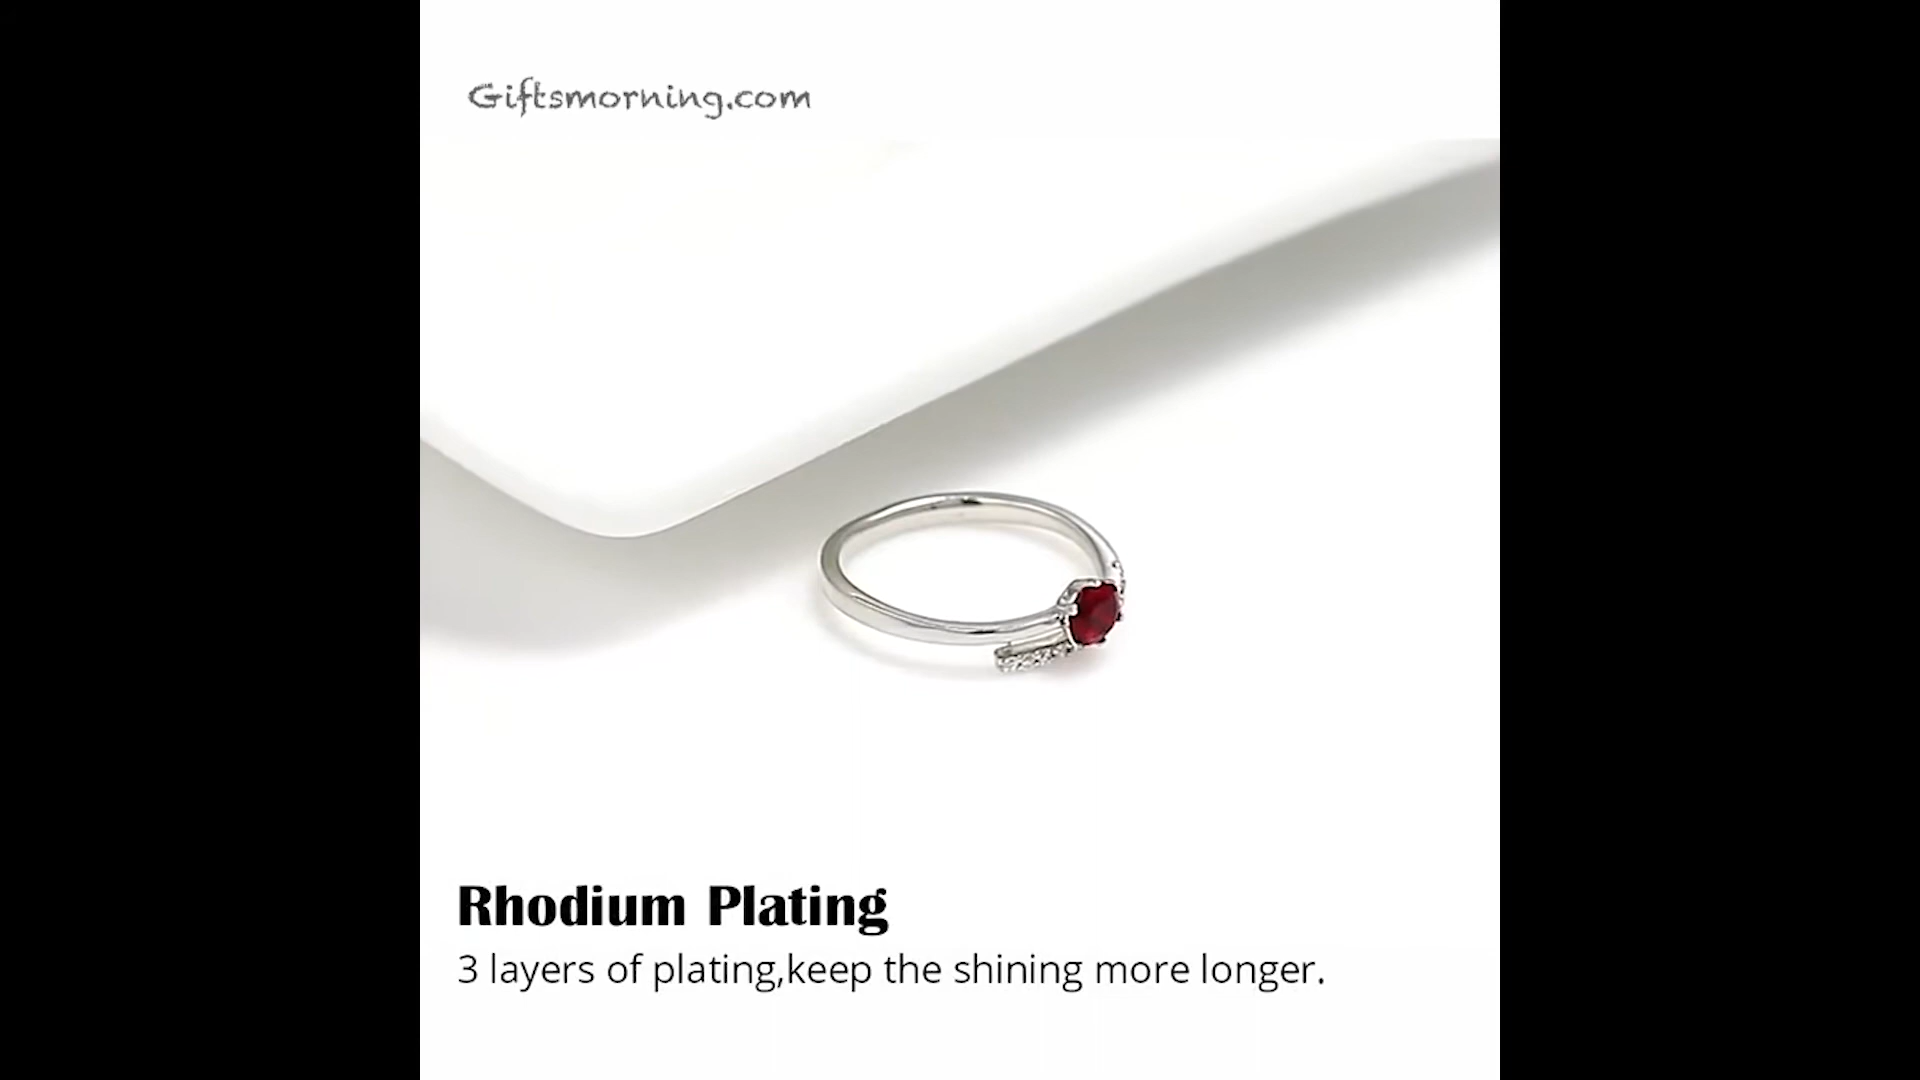 Giftsmorning.com
Rhodium Plating
3 layers of plating,keep the shining more longer.